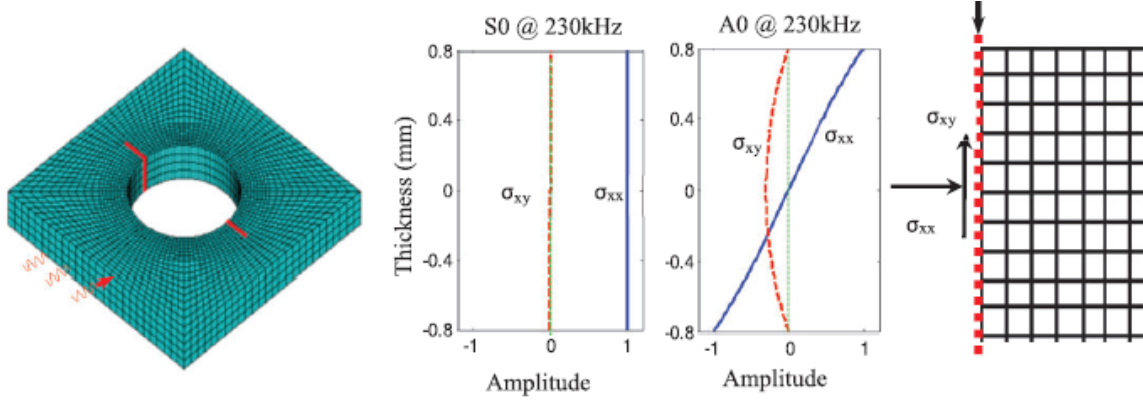 S0 @ 230kHz
Thickness (mm)
0.8
0.4
0
-0.4
-0.8
σxy
σxx
-1
0
1
Amplitude
A0 @ 230kHz
0.8
0.4
0
-0.4
-0.8
σxy
σxx
-1
0
1
Amplitude
σxy
σxx